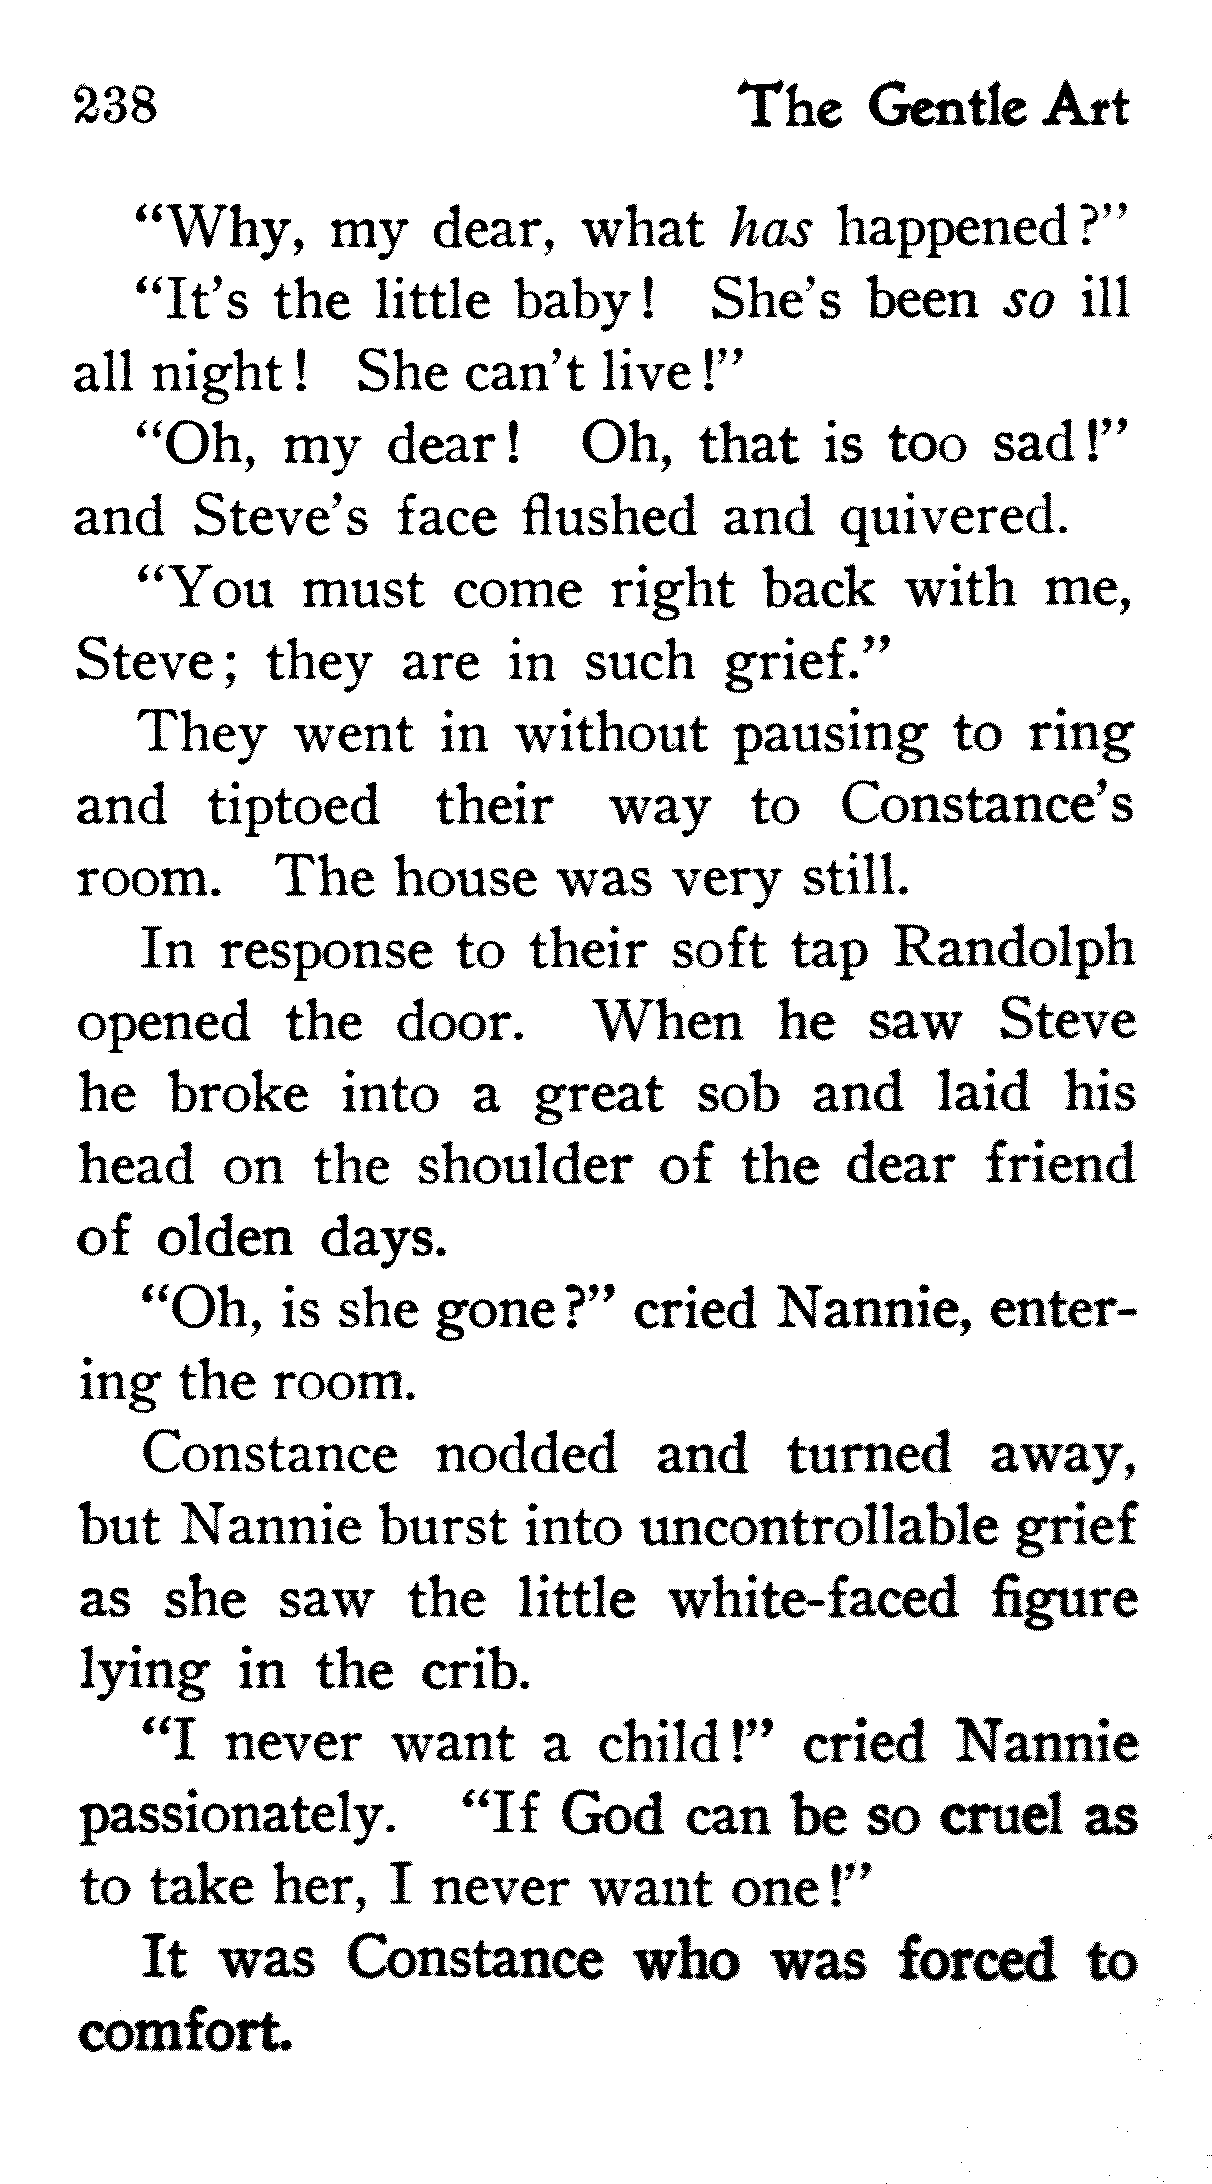 238 The Gentle Art
“Why, my dear, what has happened?”
“It’s the little baby! She’s been so ill
all night! She can’t live!”
“Oh, my dear! Oh, that is too sad!”
and Steve’s face flushed and quivered.
“You must come right back with me,
Steve; they are in such grief.”
They went in without pausing to ring
and tiptoed their way to Constance’s
room. The house was very still.
In response to their soft tap Randolph
opened the door. When he saw Steve
he broke into a great sob and laid his
head on the shoulder of the dear friend
of olden days.
“Oh, is she gone?” cried Nannie, enter-
ing the room.
Constance nodded and turned away,
but Nannie burst into uncontrollable grief
as she saw the little white-faced figure
lying in the crib.
“I never want a child!” cried Nannie
passionately. “If God can be so cruel as
to take her, I never want one!”
It was Constance who was forced to
comfort.